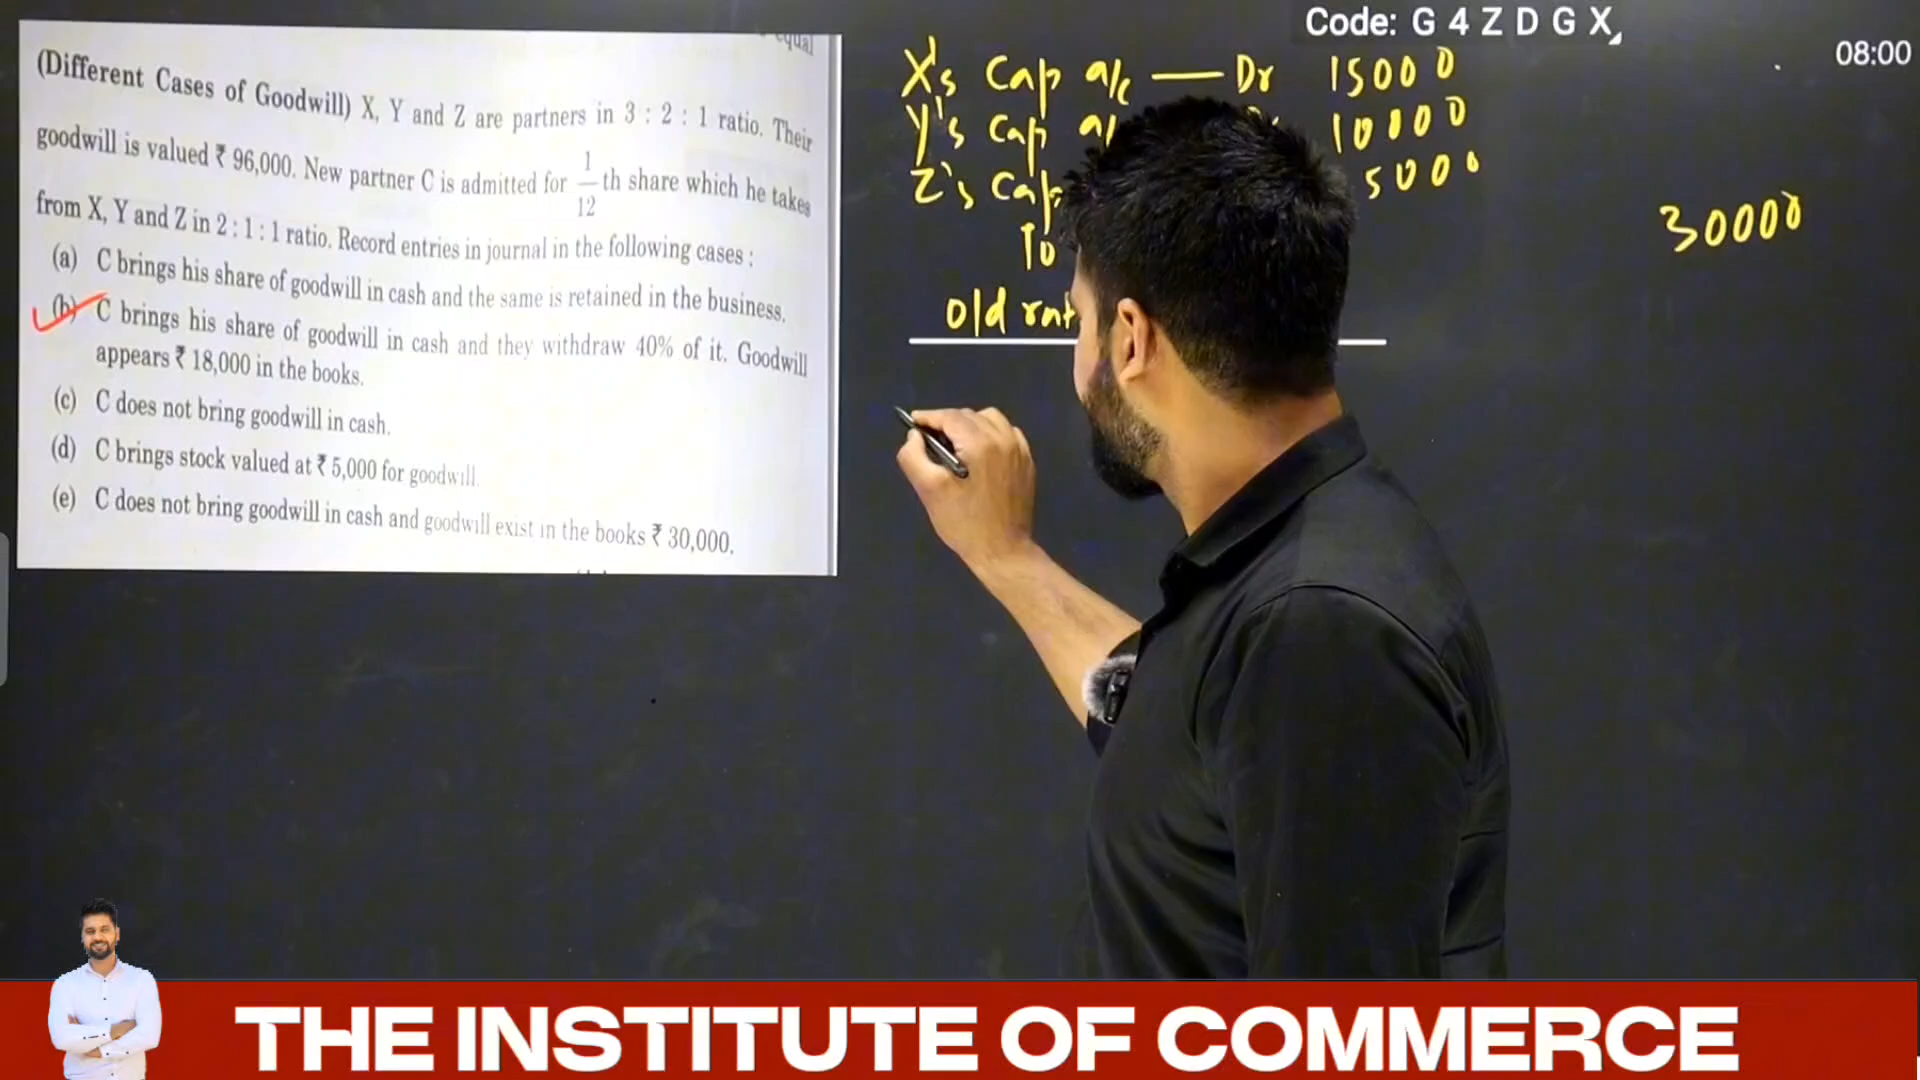 Code: G 4 Z D G X
08:00
equal
(Different Cases of Goodwill) X, Y and Z are partners in 3 : 2 : 1 ratio. Their
goodwill is valued ₹ 96,000. New partner C is admitted for 1/12 th share which he takes
from X, Y and Z in 2 : 1 : 1 ratio. Record entries in journal in the following cases :
(a) C brings his share of goodwill in cash and the same is retained in the business.
(b) C brings his share of goodwill in cash and they withdraw 40% of it. Goodwill
appears ₹ 18,000 in the books.
(c) C does not bring goodwill in cash.
(d) C brings stock valued at ₹ 5,000 for goodwill.
(e) C does not bring goodwill in cash and goodwill exist in the books ₹ 30,000.
X's Cap a/c — Dr 15000
Y's Cap 10000
Z's Cap 5000
To 30000
old
THE INSTITUTE OF COMMERCE